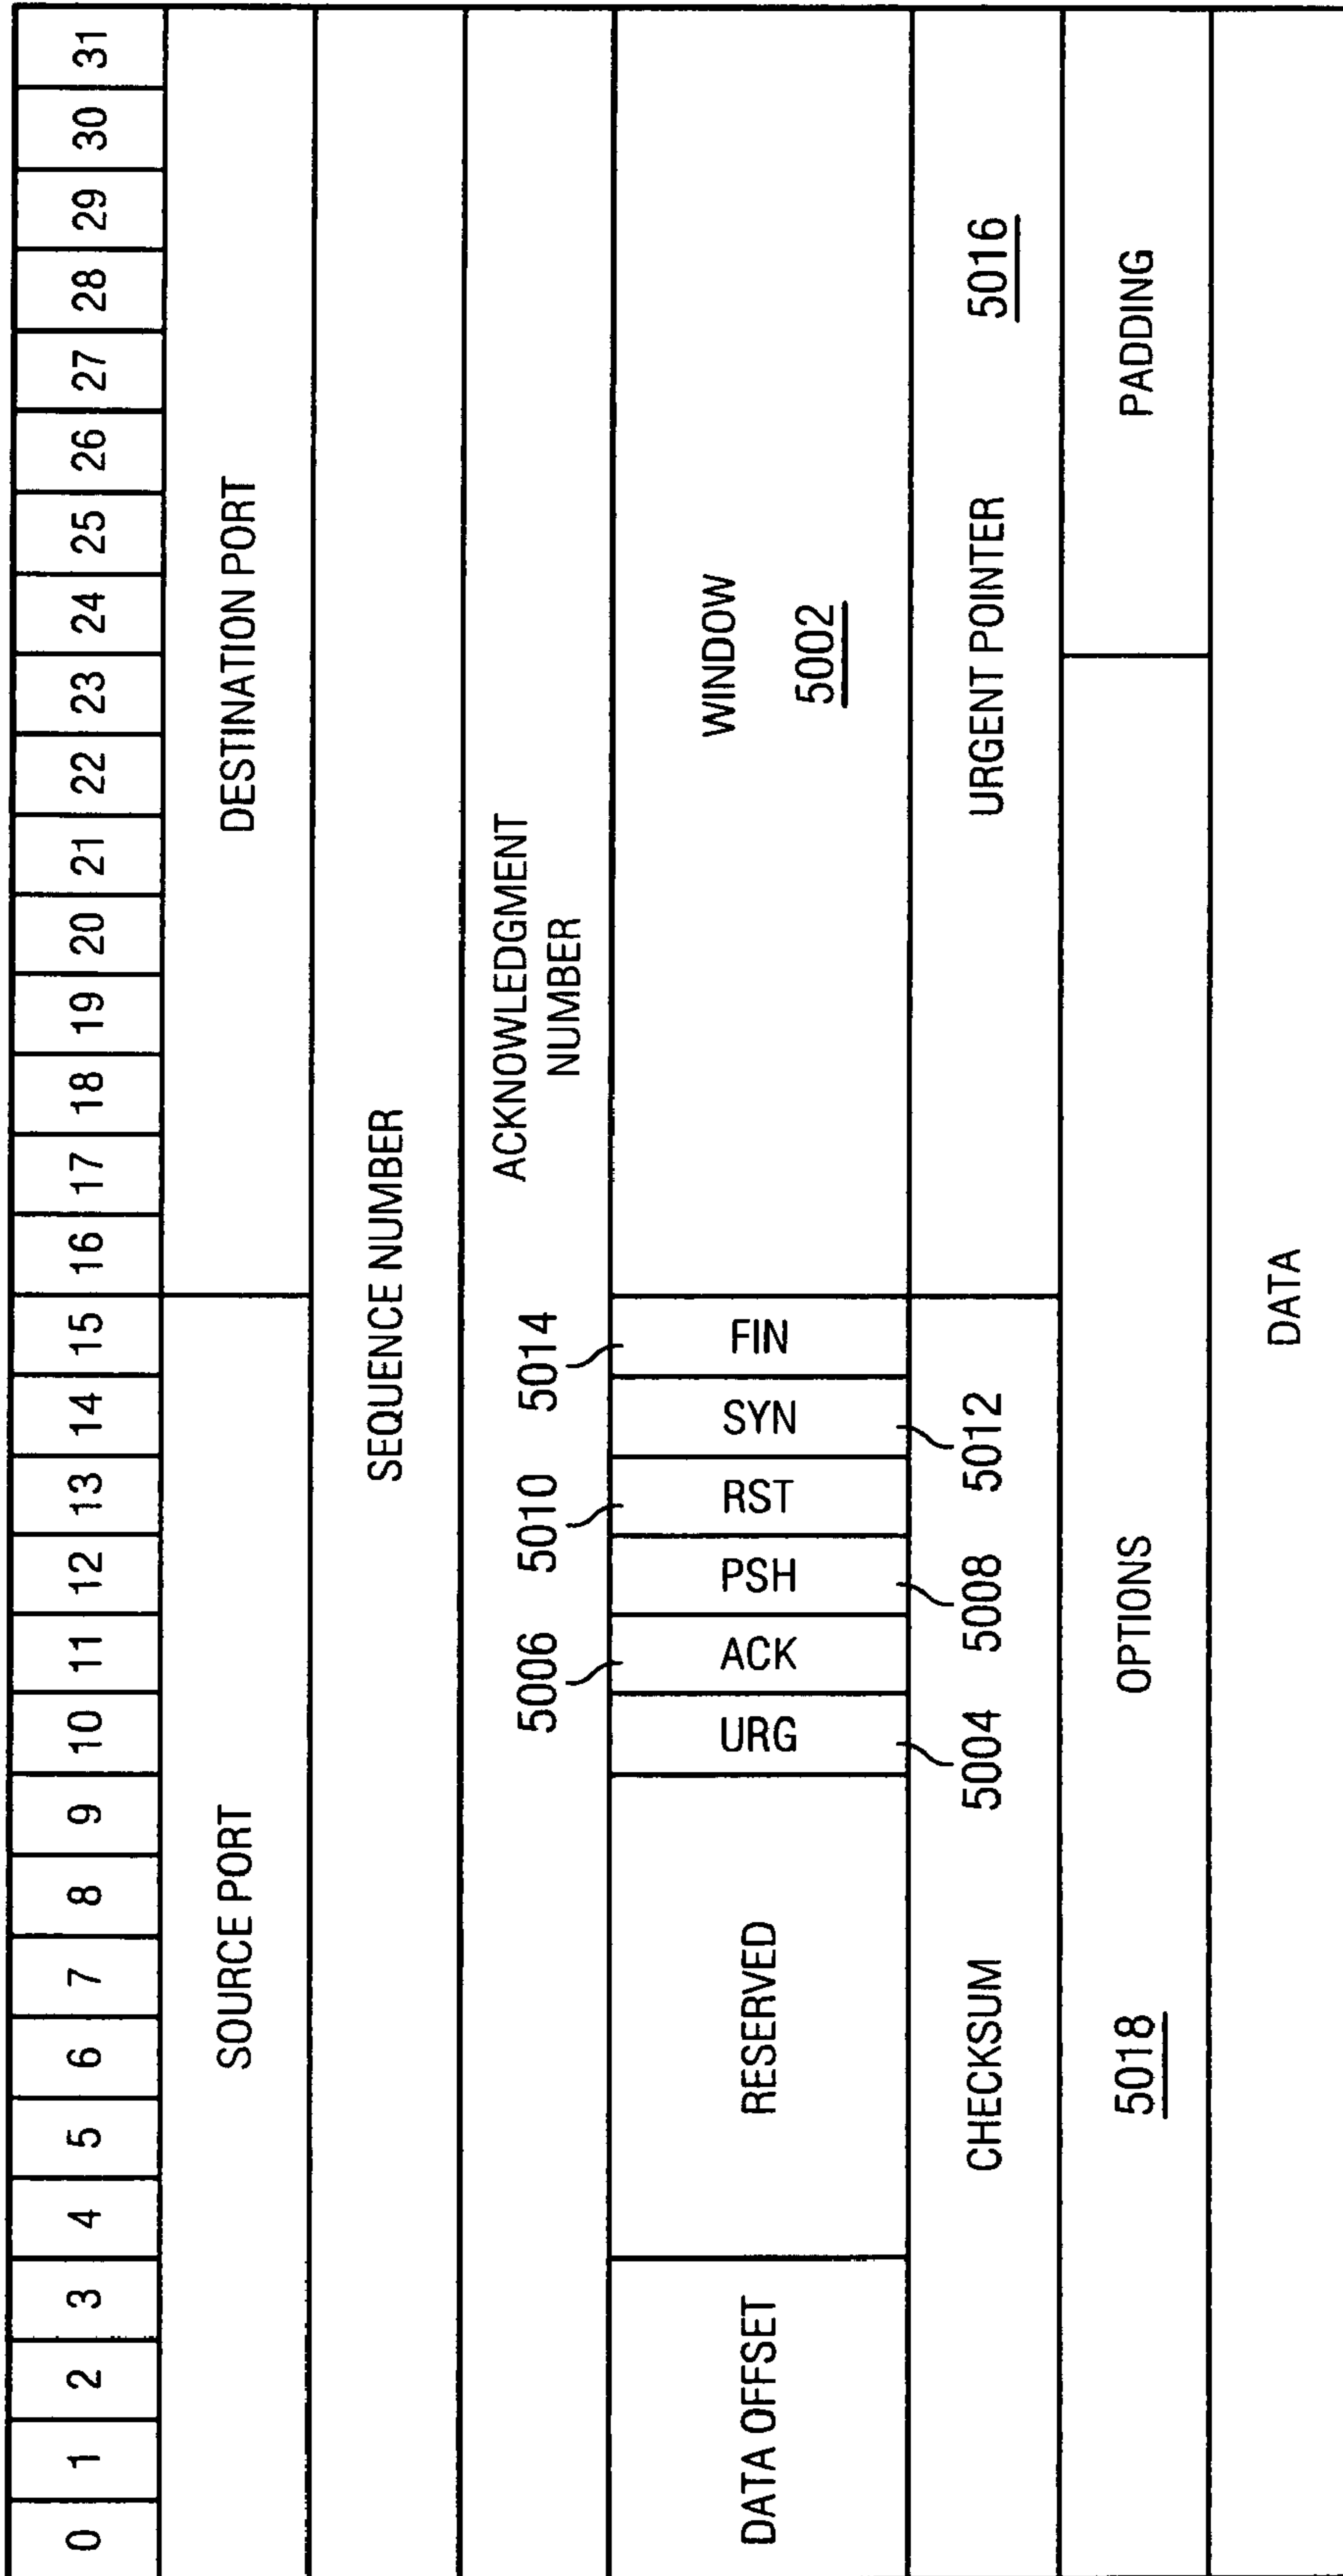 0 1 2 3 4 5 6 7 8 9 10 11 12 13 14 15 16 17 18 19 20 21 22 23 24 25 26 27 28 29 30 31
SOURCE PORT DESTINATION PORT
SEQUENCE NUMBER
ACKNOWLEDGMENT
NUMBER
5006 5010 5014
DATA OFFSET RESERVED URG ACK PSH RST SYN FIN WINDOW
5002
CHECKSUM 5004 5008 5012 URGENT POINTER 5016
5018 OPTIONS PADDING
DATA